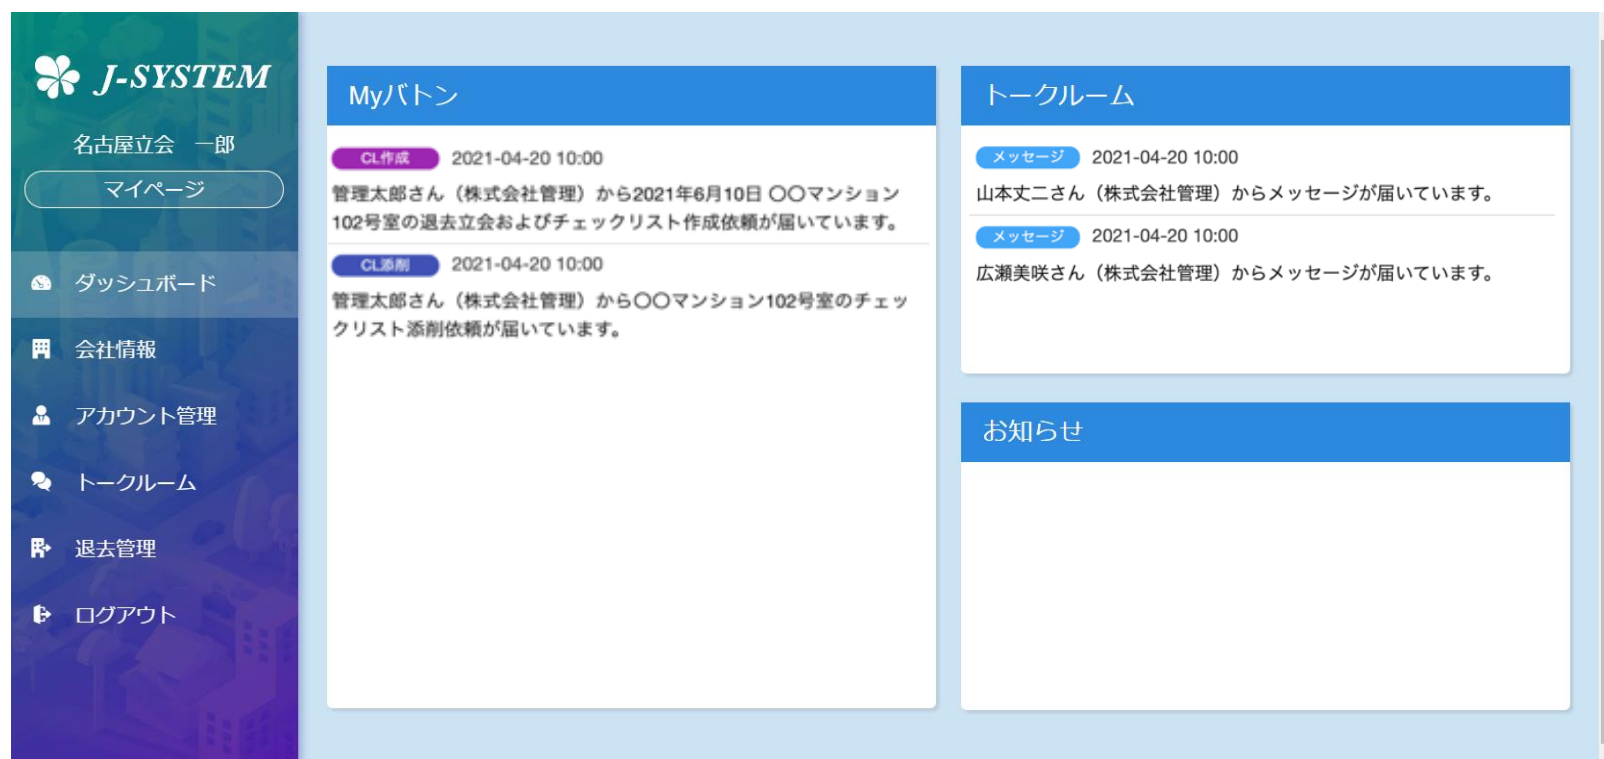 J-SYSTEM
名古屋立会 一郎
マイページ
ダッシュボード
会社情報
アカウント管理
トークルーム
退去管理
ログアウト
Myバトン
CL作成 2021-04-20 10:00
管理太郎さん（株式会社管理）から2021年6月10日 〇〇マンション
102号室の退去立会およびチェックリスト作成依頼が届いています。
CL添削 2021-04-20 10:00
管理太郎さん（株式会社管理）から〇〇マンション102号室のチェッ
クリスト添削依頼が届いています。
トークルーム
メッセージ 2021-04-20 10:00
山本丈二さん（株式会社管理）からメッセージが届いています。
メッセージ 2021-04-20 10:00
広瀬美咲さん（株式会社管理）からメッセージが届いています。
お知らせ